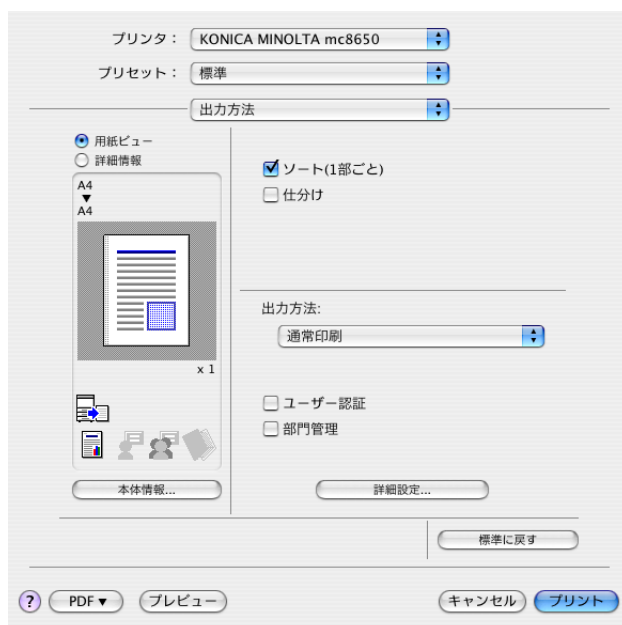 プリンタ： KONICA MINOLTA mc8650
プリセット： 標準
出力方法
用紙ビュー
詳細情報
A4
▼
A4
x 1
本体情報...
ソート(1部ごと)
仕分け
出力方法:
通常印刷
ユーザー認証
部門管理
詳細設定...
標準に戻す
? PDF ▼ プレビュー キャンセル プリント